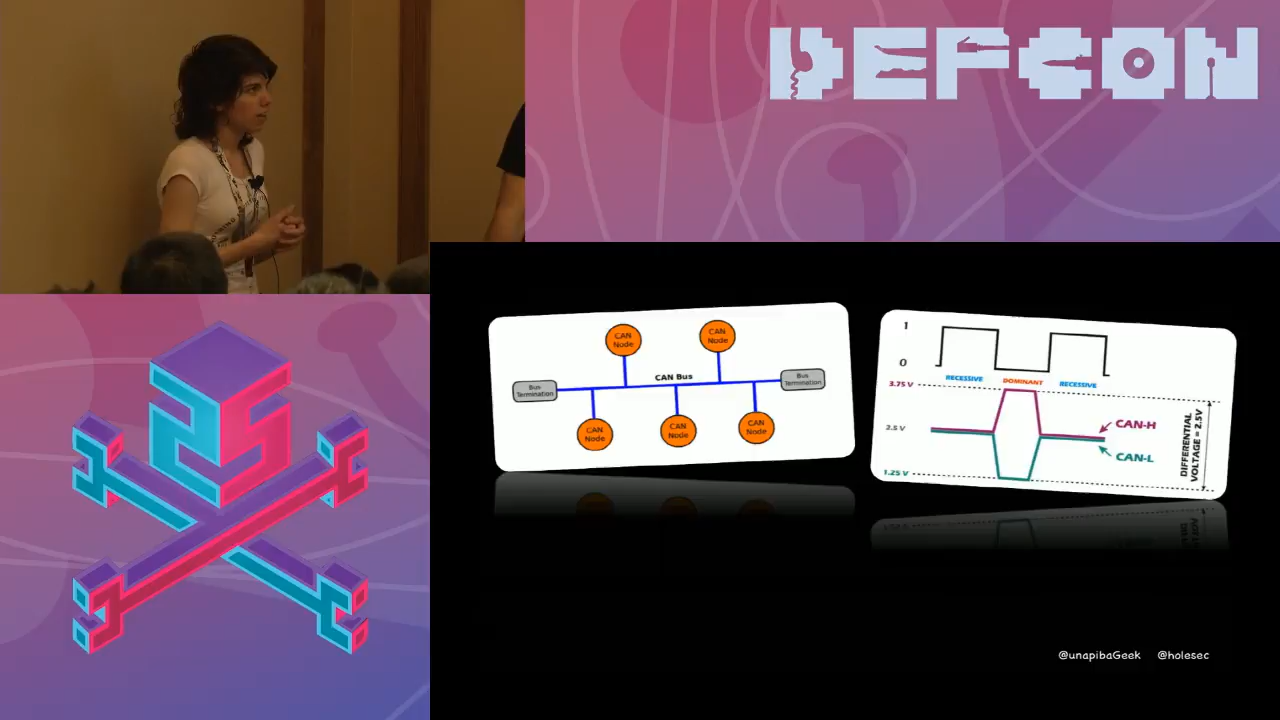 DEFCON
CAN
Node
CAN
Node
CAN Bus
Bus
Termination
Bus
Termination
CAN
Node
CAN
Node
CAN
Node
1
0
RECESSIVE
DOMINANT
RECESSIVE
3.75 V
2.5 V
1.25 V
CAN-H
CAN-L
DIFFERENTIAL
VOLTAGE = 2.5V
@unapibaGeek @holesec